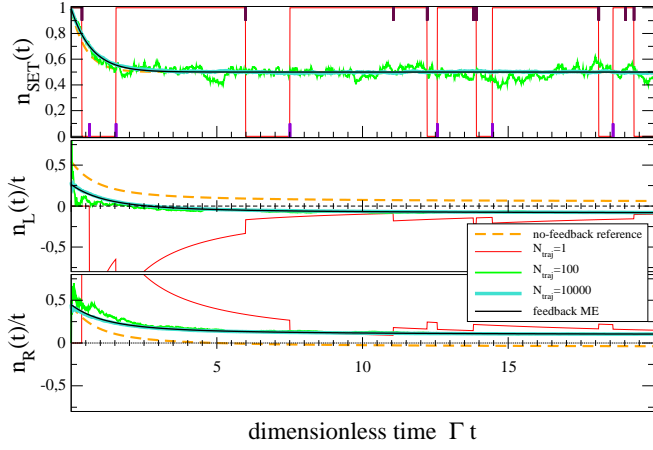 1
0,8
0,6
0,4
0,2
0
n_SET(t)
0,5
0
-0,5
n_L(t)/t
no-feedback reference
N_traj=1
N_traj=100
N_traj=10000
feedback ME
0,5
0
-0,5
n_R(t)/t
5
10
15
dimensionless time Γ t